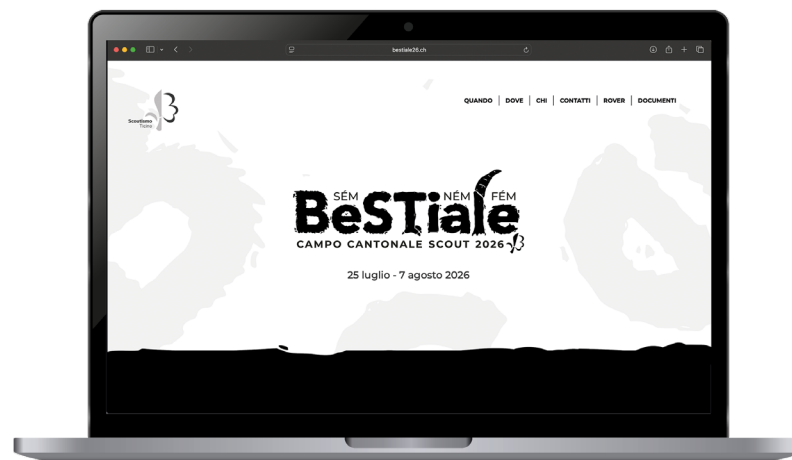 bestiale26.ch
Scoutismo
Ticino
QUANDO | DOVE | CHI | CONTATTI | ROVER | DOCUMENTI
SÉM NÉM FÉM
BeSTiale
CAMPO CANTONALE SCOUT 2026
25 luglio - 7 agosto 2026